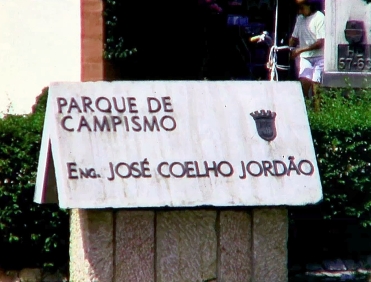 PARQUE DE
CAMPISMO
ENG. JOSÉ COELHO JORDÃO